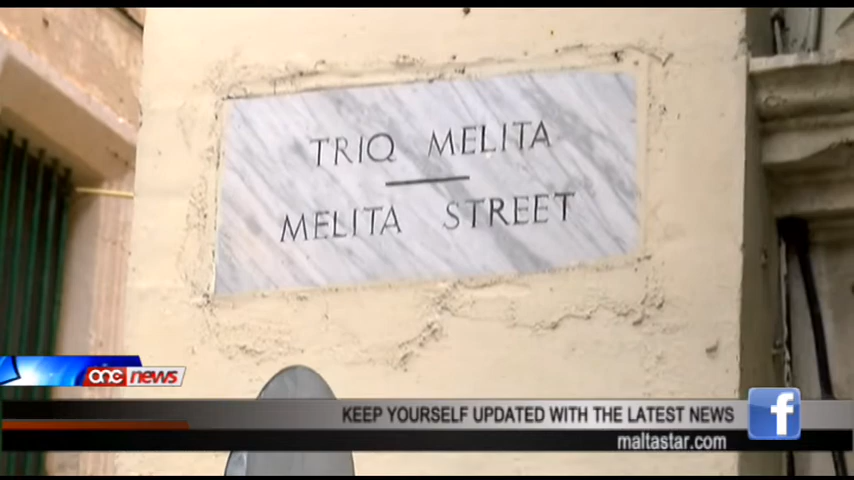 TRIQ MELITA
MELITA STREET
one news
KEEP YOURSELF UPDATED WITH THE LATEST NEWS
f
maltastar.com